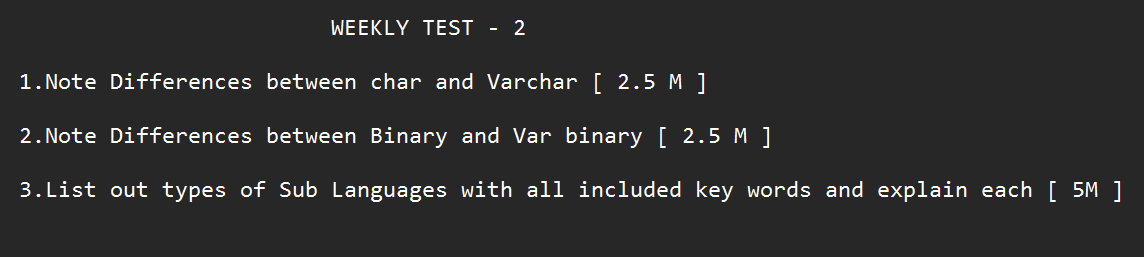 WEEKLY TEST - 2
1.Note Differences between char and Varchar [ 2.5 M ]
2.Note Differences between Binary and Var binary [ 2.5 M ]
3.List out types of Sub Languages with all included key words and explain each [ 5M ]